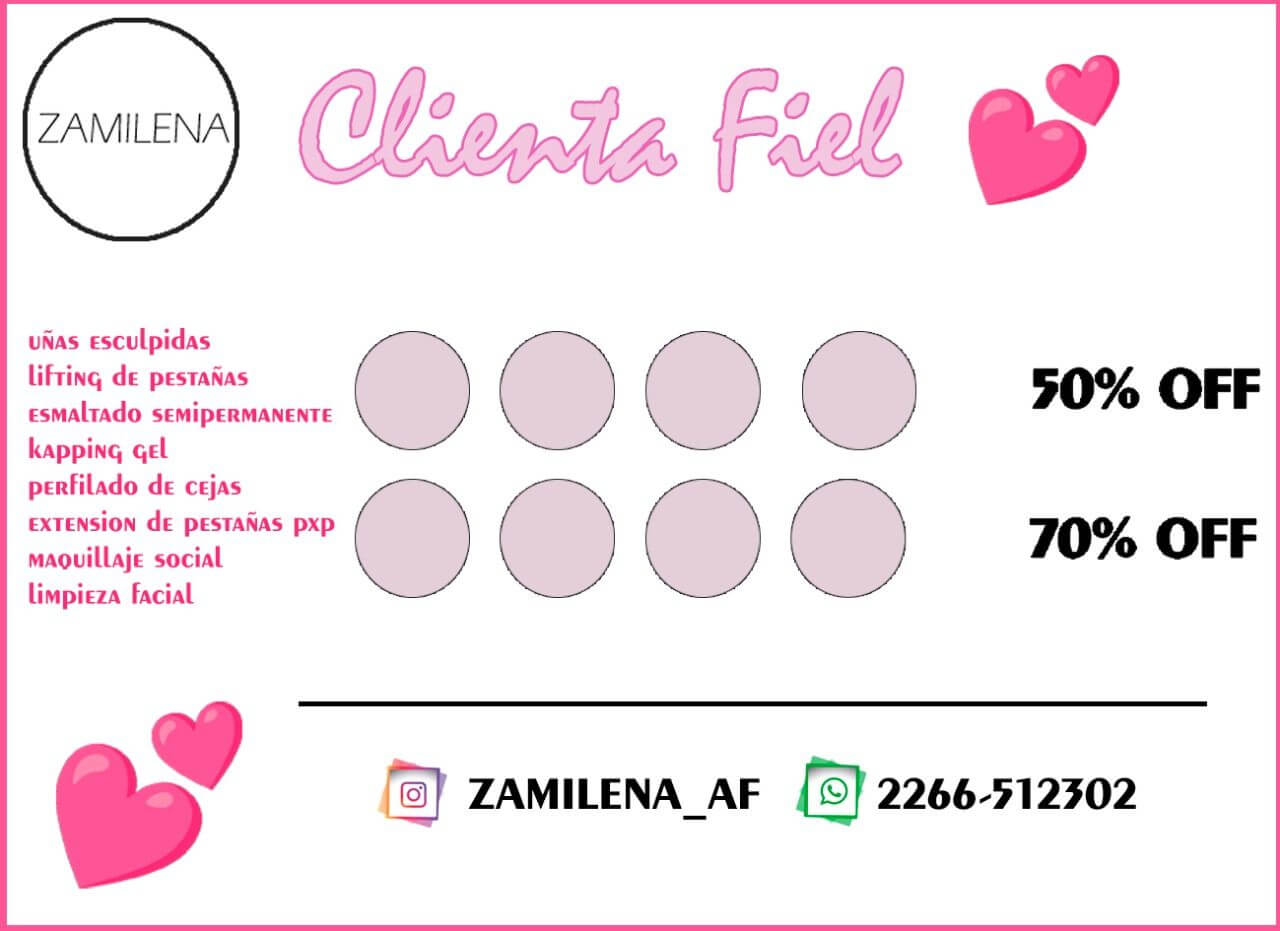 ZAMILENA
Clienta Fiel
uñas esculpidas
lifting de pestañas
esmaltado semipermanente
kapping gel
perfilado de cejas
extension de pestañas pxp
maquillaje social
limpieza facial
50% OFF
70% OFF
ZAMILENA_AF
2266-512302